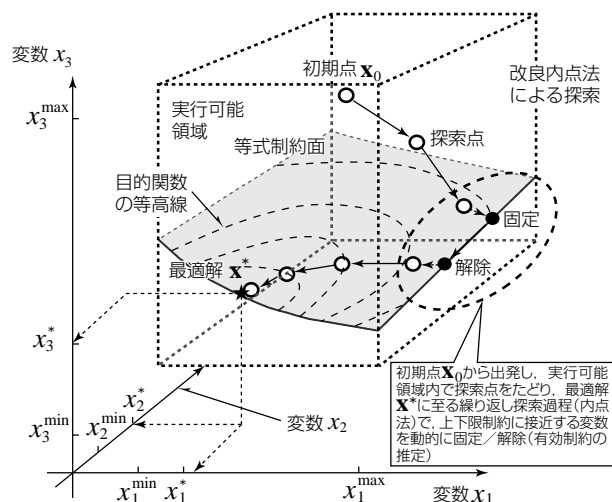 変数 x₃
初期点 x₀
改良内点法
による探索
x₃ᵐᵃˣ
実行可能
領域
探索点
等式制約面
目的関数
の等高線
固定
最適解 x*
解除
x₃*
初期点x₀から出発し，実行可能
領域内で探索点をたどり，最適解
x*に至る繰り返し探索過程（内点
法）で，上下限制約に接近する変数
を動的に固定／解除（有効制約の
推定）
x₂*
x₂ᵐⁱⁿ
x₃ᵐⁱⁿ
変数 x₂
x₁ᵐⁱⁿ
x₁*
x₁ᵐᵃˣ
変数 x₁